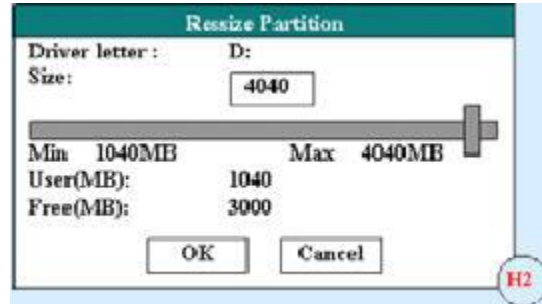 Ressize Partition
Driver letter : D:
Size: 4040
Min 1040MB Max 4040MB
User(MB): 1040
Free(MB): 3000
OK Cancel
H2